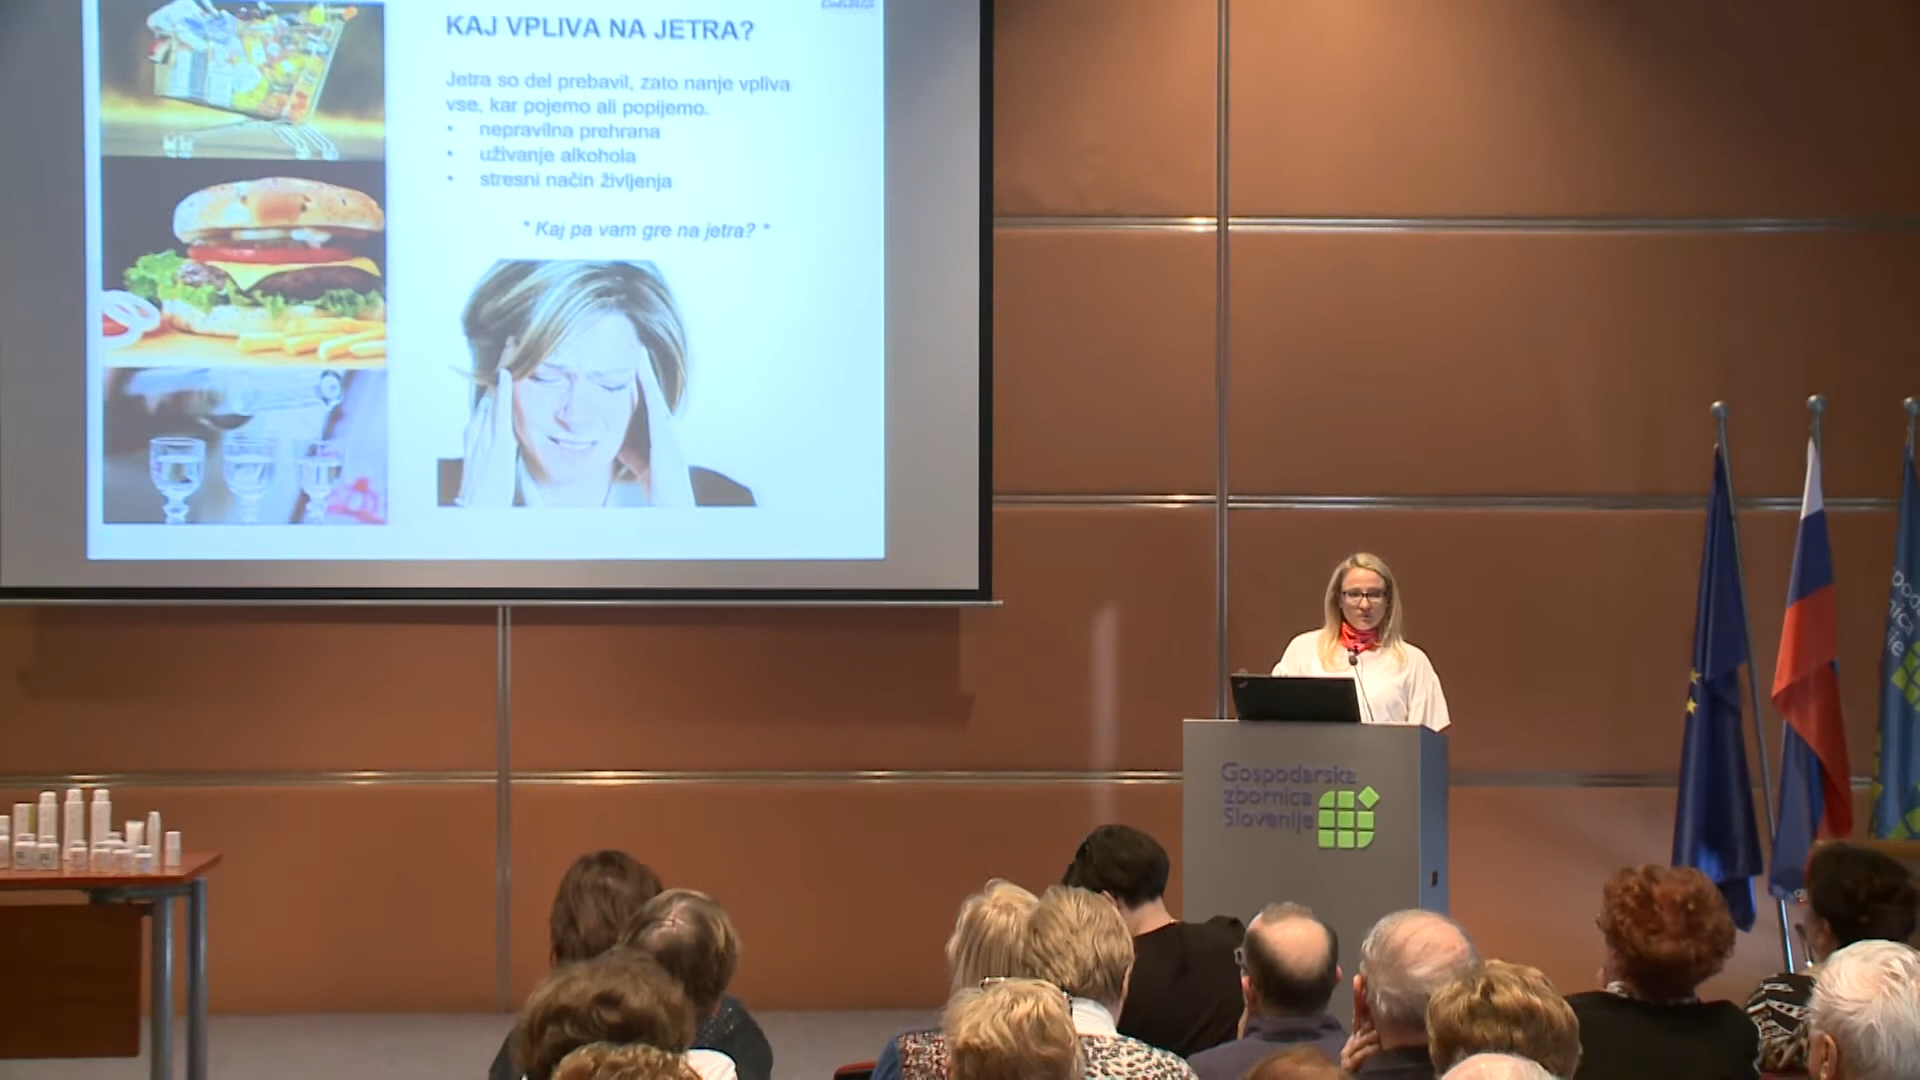 KAJ VPLIVA NA JETRA?
Jetra so del prebavil, zato nanje vpliva
vse, kar pojemo ali popijemo.
• nepravilna prehrana
• uživanje alkohola
• stresni način življenja
* Kaj pa vam gre na jetra? *
Gospodarska
zbornica
Slovenije